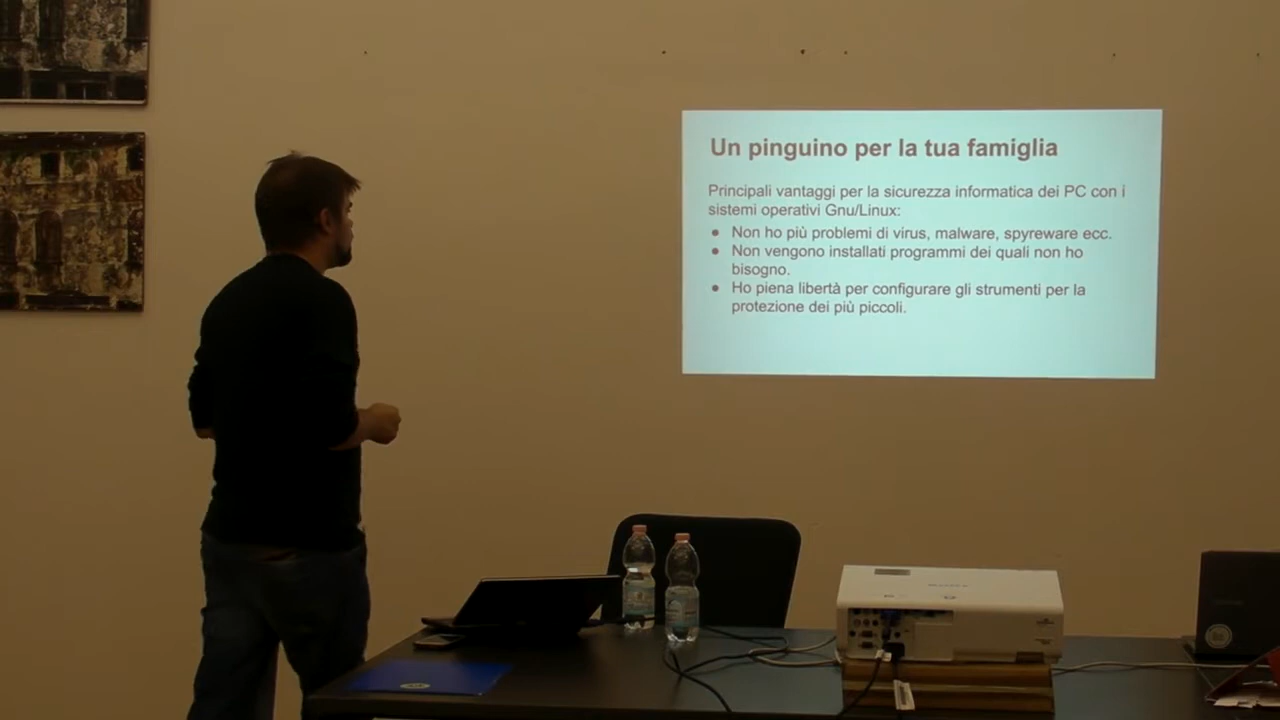 Un pinguino per la tua famiglia
Principali vantaggi per la sicurezza informatica dei PC con i
sistemi operativi Gnu/Linux:
● Non ho più problemi di virus, malware, spyreware ecc.
● Non vengono installati programmi dei quali non ho
bisogno.
● Ho piena libertà per configurare gli strumenti per la
protezione dei più piccoli.